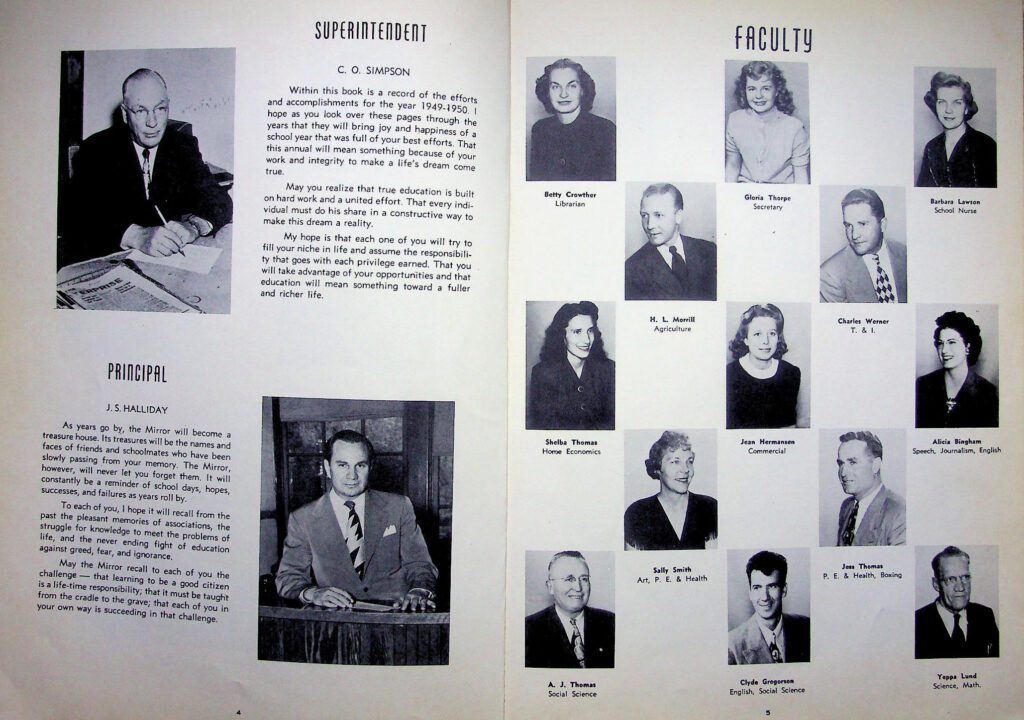 SUPERINTENDENT
C. O. SIMPSON
Within this book is a record of the efforts
and accomplishments for the year 1949-1950. I
hope as you look over these pages through the
years that they will bring joy and happiness of a
school year that was full of your best efforts. That
this annual will mean something because of your
work and integrity to make a life's dream come
true.
May you realize that true education is built
on hard work and a united effort. That every indi-
vidual must do his share in a constructive way to
make this dream a reality.
My hope is that each one of you will try to
fill your niche in life and assume the responsibili-
ty that goes with each privilege earned. That you
will take advantage of your opportunities and that
education will mean something toward a fuller
and richer life.
PRINCIPAL
J. S. HALLIDAY
As years go by, the Mirror will become a
treasure house. Its treasures will be the names and
faces of friends and schoolmates who have been
slowly passing from your memory. The Mirror,
however, will never let you forget them. It will
constantly be a reminder of school days, hopes,
successes, and failures as years roll by.
To each of you, I hope it will recall from the
past the pleasant memories of associations, the
struggle for knowledge to meet the problems of
life, and the never ending fight of education
against greed, fear, and ignorance.
May the Mirror recall to each of you the
challenge — that learning to be a good citizen
is a life-time responsibility; that it must be taught
from the cradle to the grave; that each of you in
your own way is succeeding in that challenge.
4
FACULTY
Betty Crowther
Librarian
Gloria Thorpe
Secretary
Barbara Lawson
School Nurse
H. L. Morrill
Agriculture
Charles Werner
T. & I.
Shelba Thomas
Home Economics
Jean Hermansen
Commercial
Alicia Bingham
Speech, Journalism, English
Sally Smith
Art, P. E. & Health
Jess Thomas
P. E. & Health, Boxing
A. J. Thomas
Social Science
Clyde Gregerson
English, Social Science
Yeppa Lund
Science, Math.
5